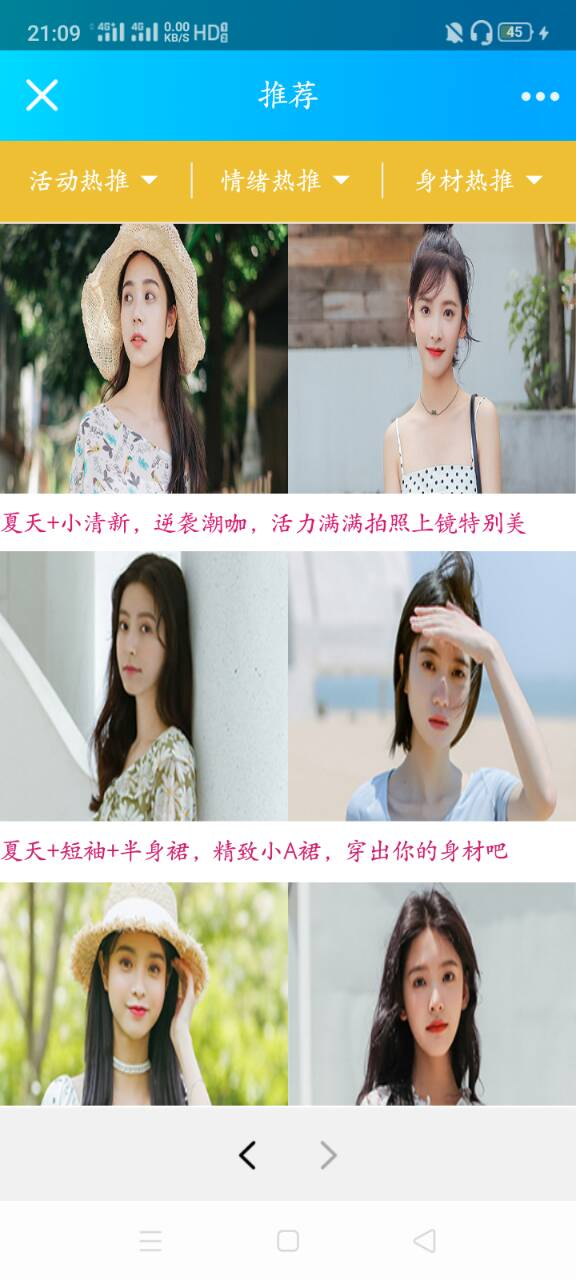 21:09 4G+ 4G 0.00 KB/S HD 1 2 45
推荐
活动热推 情绪热推 身材热推
夏天+小清新，逆袭潮咖，活力满满拍照上镜特别美
夏天+短袖+半身裙，精致小A裙，穿出你的身材吧